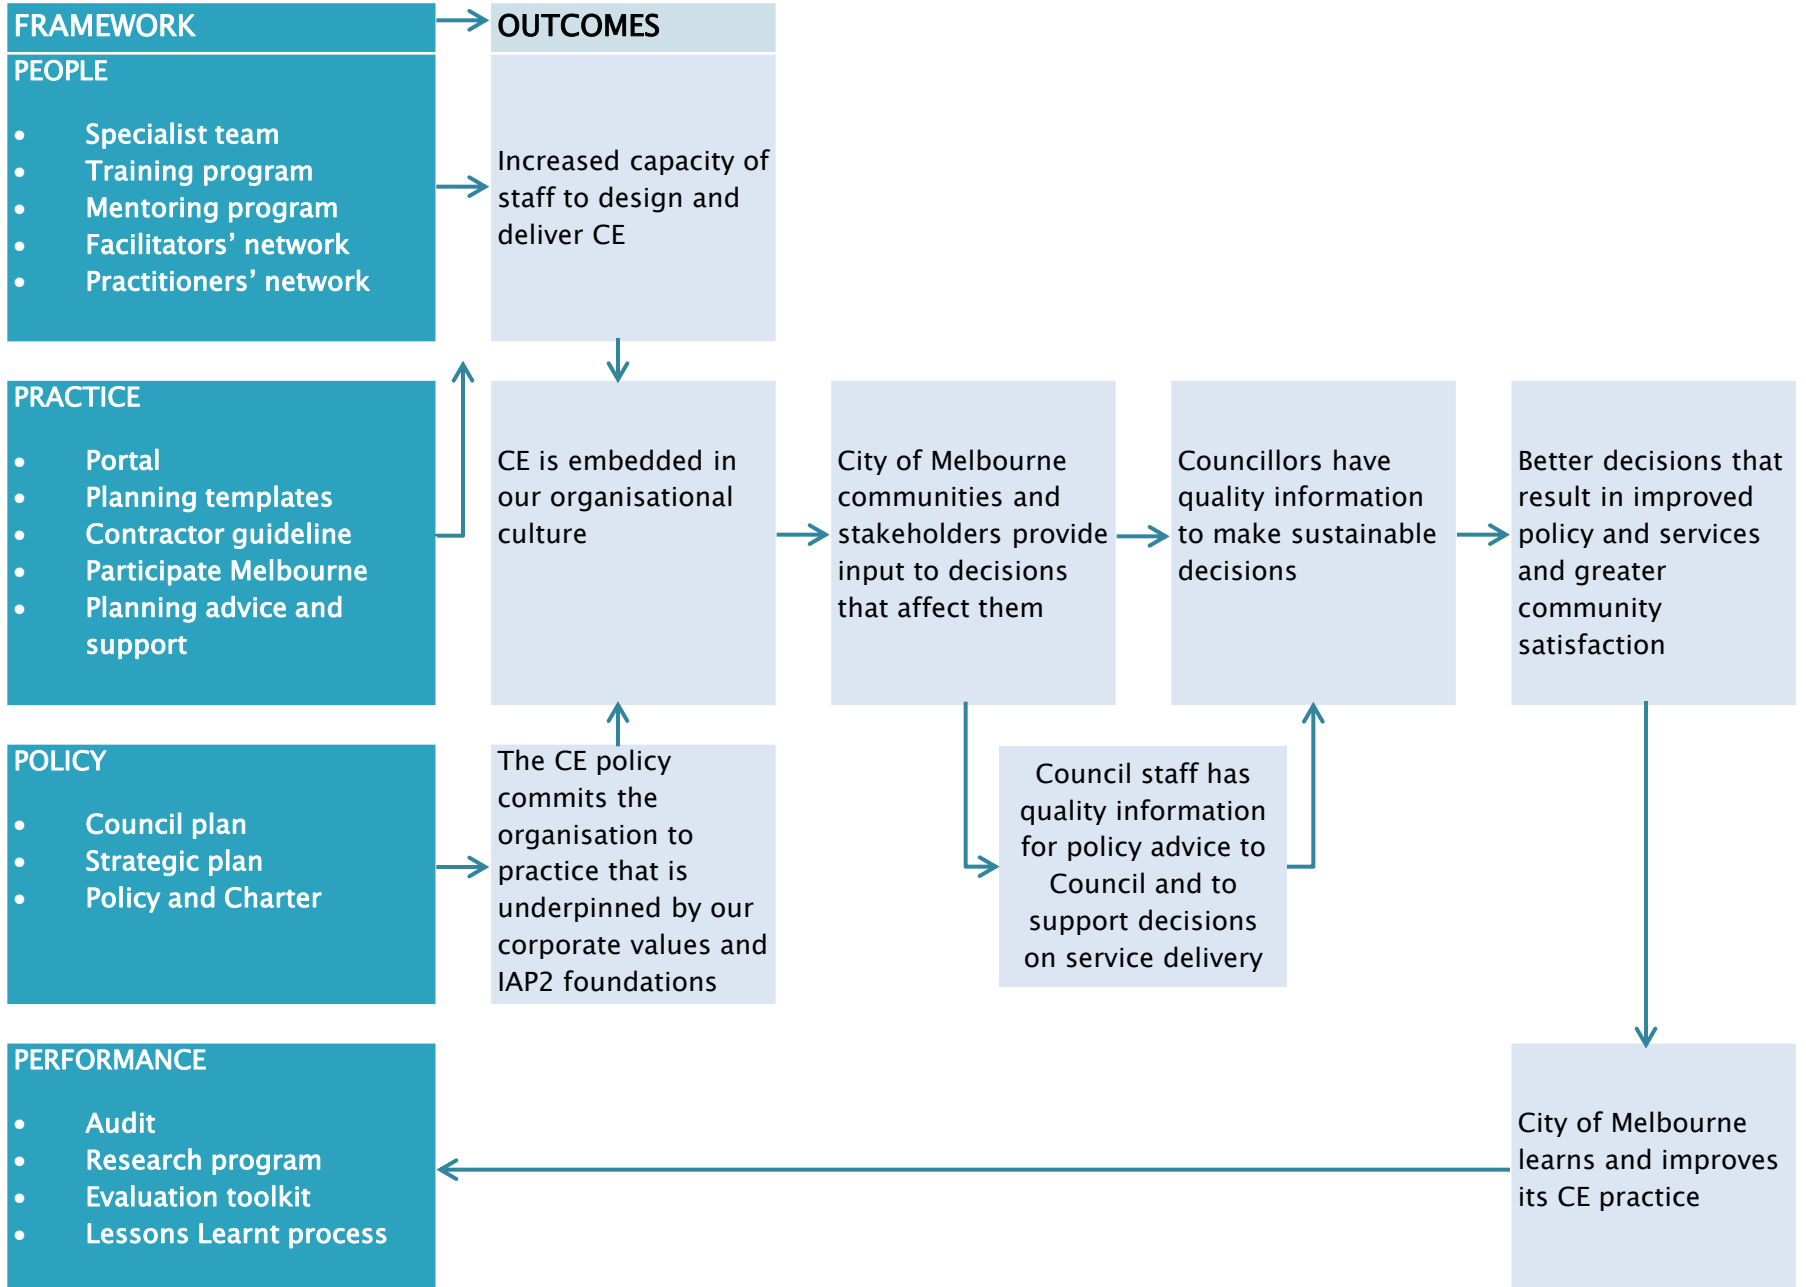 FRAMEWORK
OUTCOMES
PEOPLE
• Specialist team
• Training program
• Mentoring program
• Facilitators’ network
• Practitioners’ network
Increased capacity of
staff to design and
deliver CE
PRACTICE
• Portal
• Planning templates
• Contractor guideline
• Participate Melbourne
• Planning advice and
support
CE is embedded in
our organisational
culture
City of Melbourne
communities and
stakeholders provide
input to decisions
that affect them
Councillors have
quality information
to make sustainable
decisions
Better decisions that
result in improved
policy and services
and greater
community
satisfaction
POLICY
• Council plan
• Strategic plan
• Policy and Charter
The CE policy
commits the
organisation to
practice that is
underpinned by our
corporate values and
IAP2 foundations
Council staff has
quality information
for policy advice to
Council and to
support decisions
on service delivery
PERFORMANCE
• Audit
• Research program
• Evaluation toolkit
• Lessons Learnt process
City of Melbourne
learns and improves
its CE practice